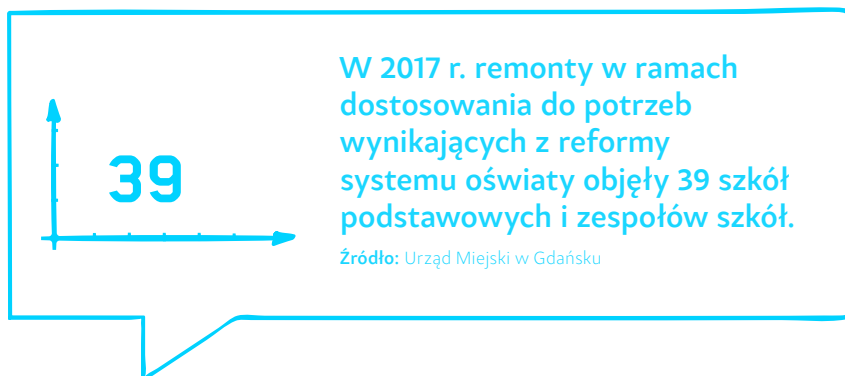 39
W 2017 r. remonty w ramach
dostosowania do potrzeb
wynikających z reformy
systemu oświaty objęły 39 szkół
podstawowych i zespołów szkół.
Źródło: Urząd Miejski w Gdańsku